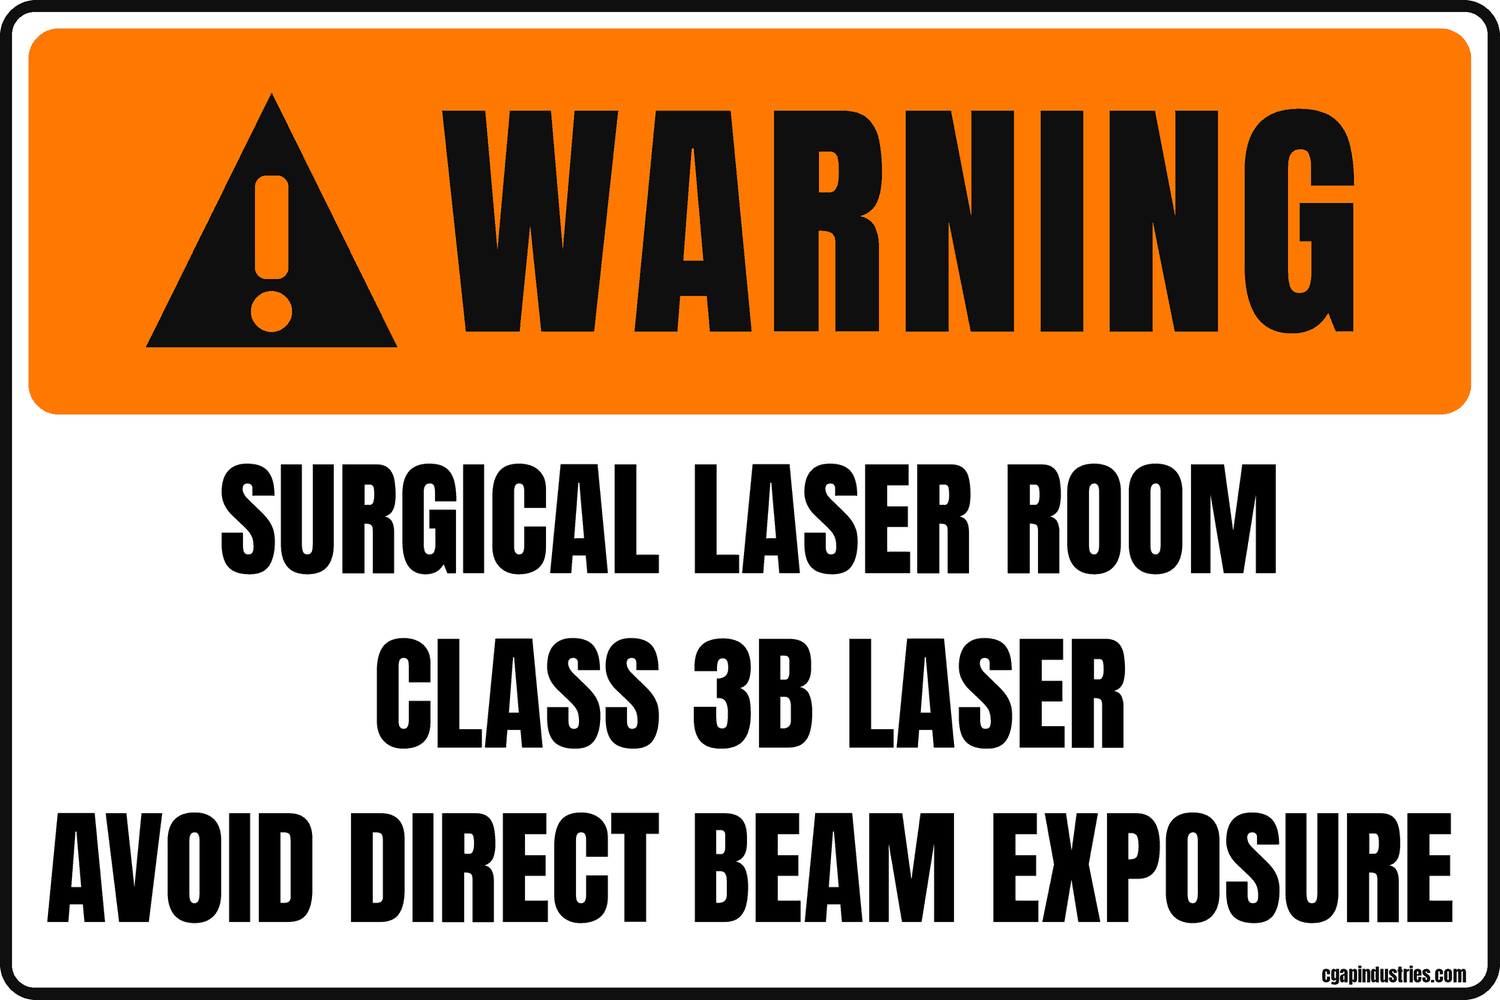 WARNING
SURGICAL LASER ROOM
CLASS 3B LASER
AVOID DIRECT BEAM EXPOSURE
cgapindustries.com